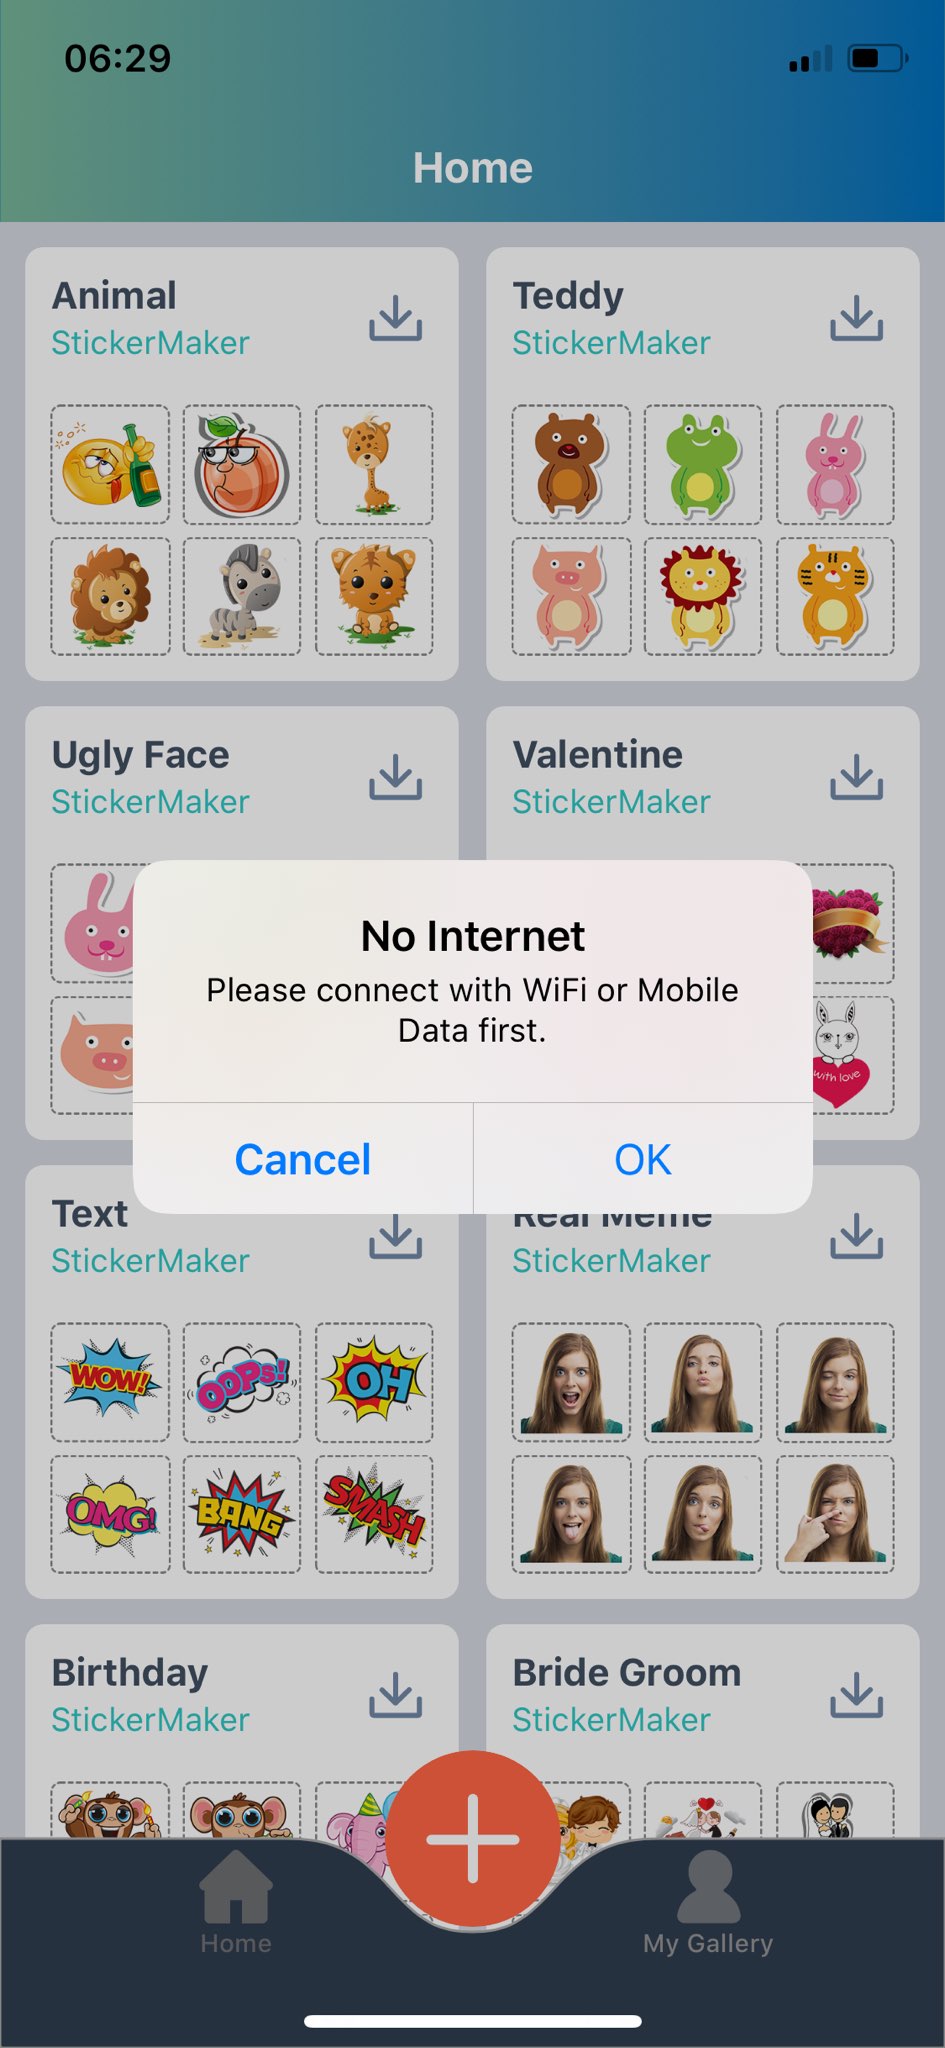 06:29
Home
Animal
StickerMaker
Teddy
StickerMaker
Ugly Face
StickerMaker
Valentine
StickerMaker
with love
No Internet
Please connect with WiFi or Mobile
Data first.
Cancel
OK
Text
StickerMaker
Real Meme
StickerMaker
WOW!
OOPS!
OH
OMG!
BANG
SMASH
Birthday
StickerMaker
Bride Groom
StickerMaker
Home
My Gallery